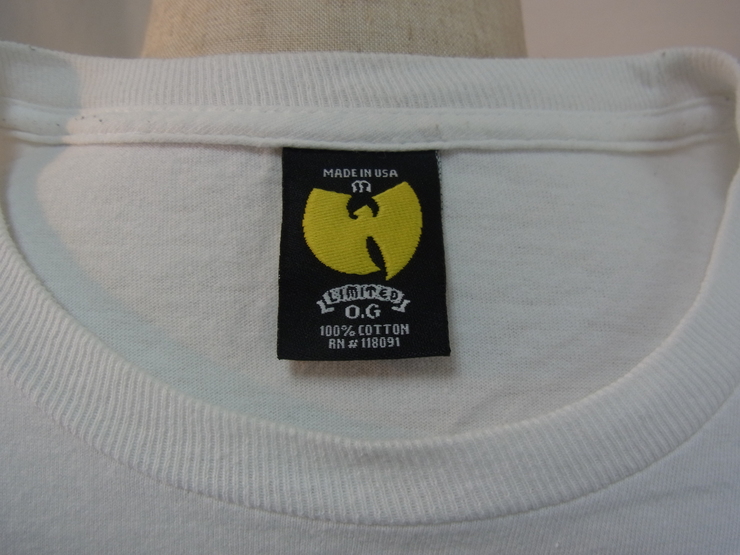 MADE IN USA
M
LIMITED
O.G
100% COTTON
RN # 118091